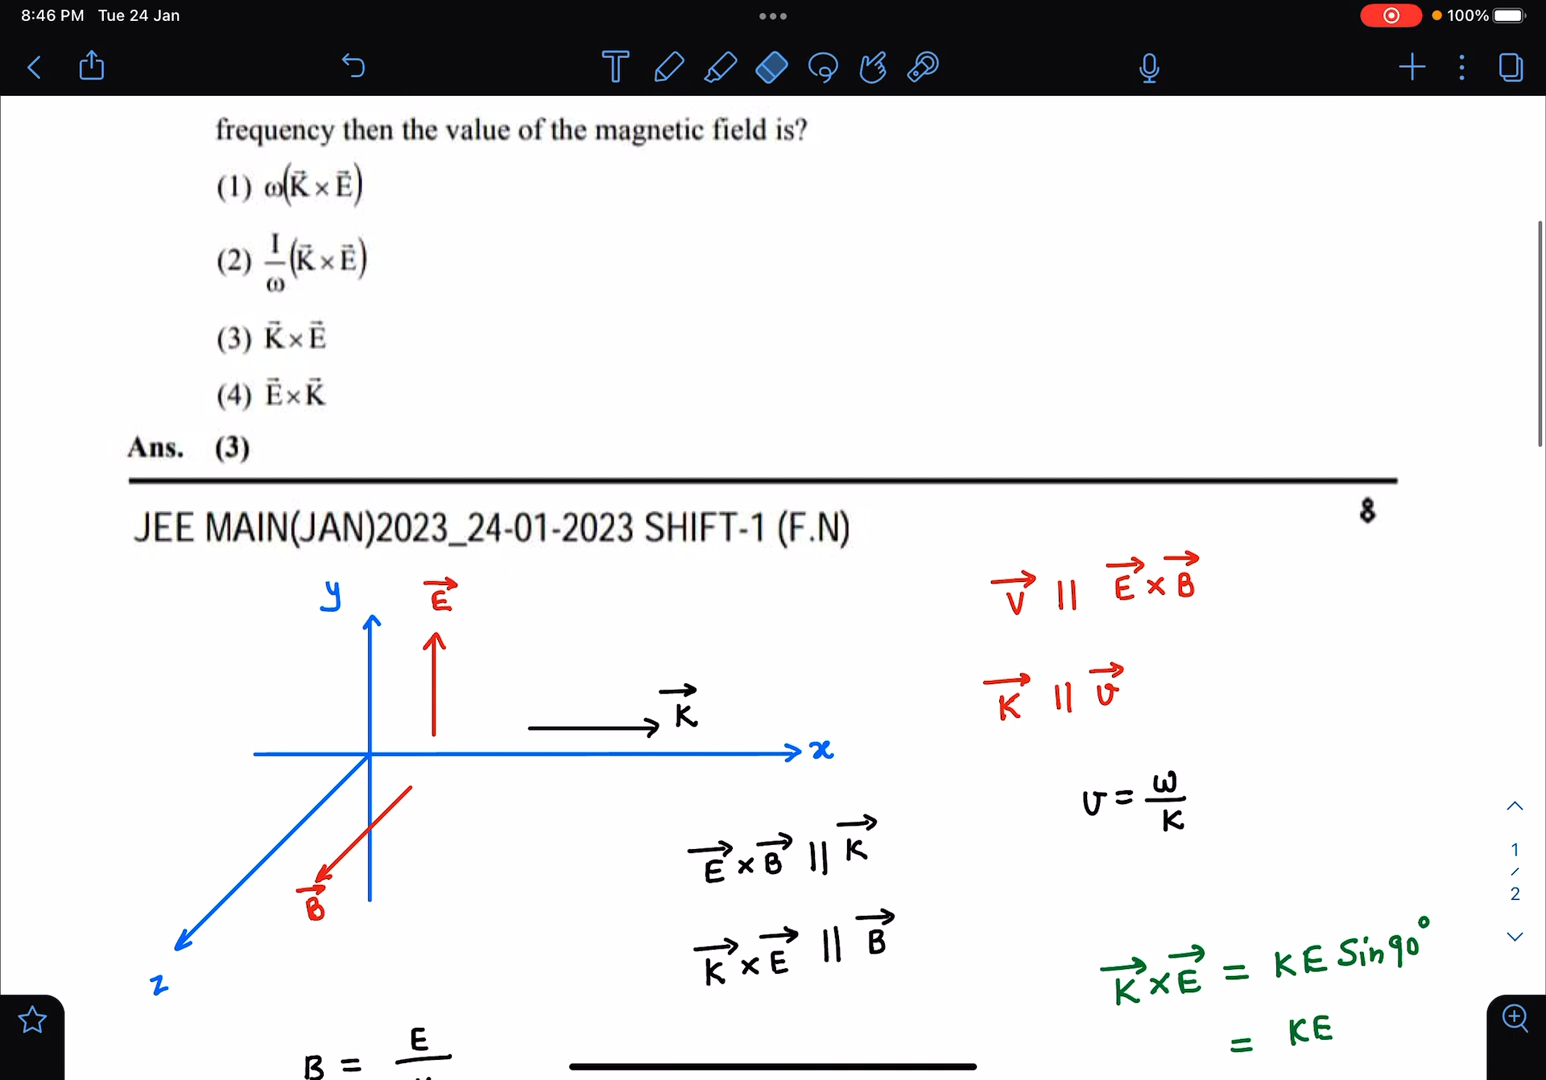 8:46 PM Tue 24 Jan
100%
frequency then the value of the magnetic field is?
(1) ω(K⃗ × E⃗)
(2) I/ω (K⃗ × E⃗)
(3) K⃗ × E⃗
(4) E⃗ × K⃗
Ans. (3)
8
JEE MAIN(JAN)2023_24-01-2023 SHIFT-1 (F.N)
y
E⃗
V⃗ || E⃗ × B⃗
K⃗
K⃗ || v⃗
x
v = ω/K
E⃗ × B⃗ || K⃗
B⃗
K⃗ × E⃗ || B⃗
K⃗ × E⃗ = KE Sin90°
z
= KE
B = E
1
/
2